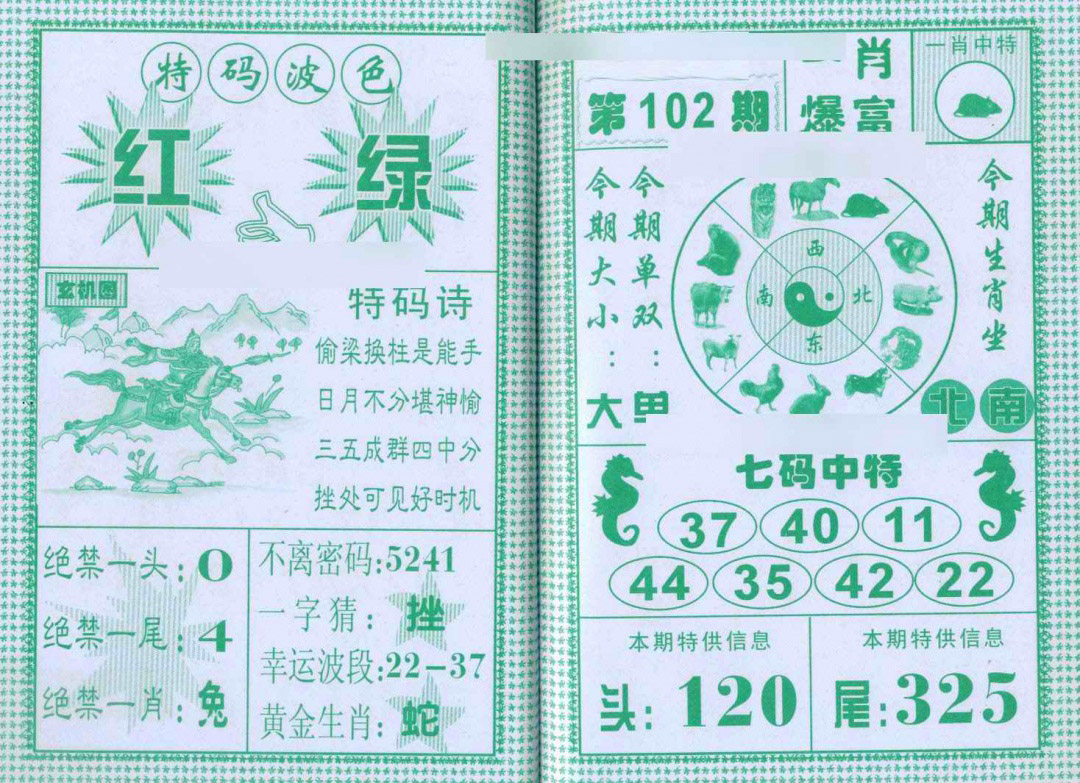 特码波色
红 绿
玄机图
特码诗
偷梁换柱是能手
日月不分堪神愉
三五成群四中分
挫处可见好时机
绝禁一头：0
绝禁一尾：4
绝禁一肖：兔
不离密码:5241
一字猜：挫
幸运波段:22-37
黄金生肖:蛇
第102期
肖
爆富
一肖中特
今期大小：大
今期单双：单
西
南 北
东
今期生肖坐
北 南
七码中特
37 40 11
44 35 42 22
本期特供信息
头：120
本期特供信息
尾:325